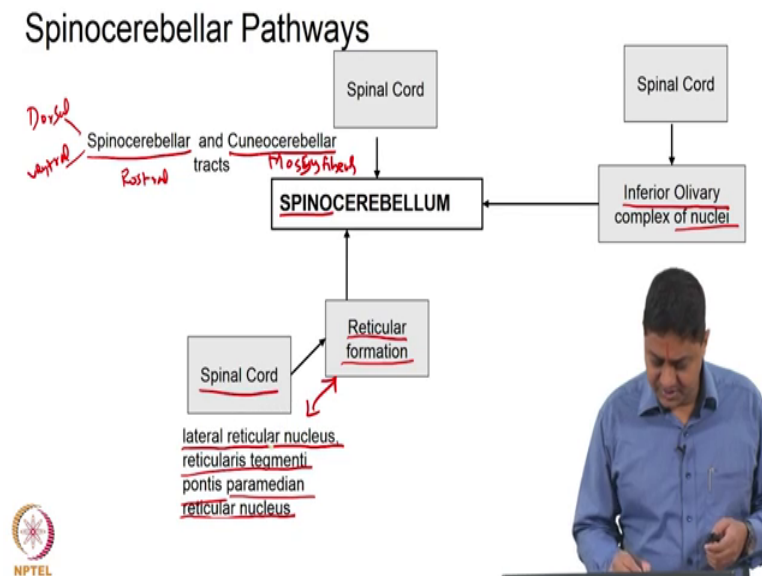 Spinocerebellar Pathways
Spinal Cord
Spinal Cord
Dorsal
Spinocerebellar and Cuneocerebellar
ventral
Rostral
tracts
Mossy fibers
SPINOCEREBELLUM
Inferior Olivary
complex of nuclei
Reticular
formation
Spinal Cord
lateral reticular nucleus,
reticularis tegmenti
pontis paramedian
reticular nucleus
NPTEL